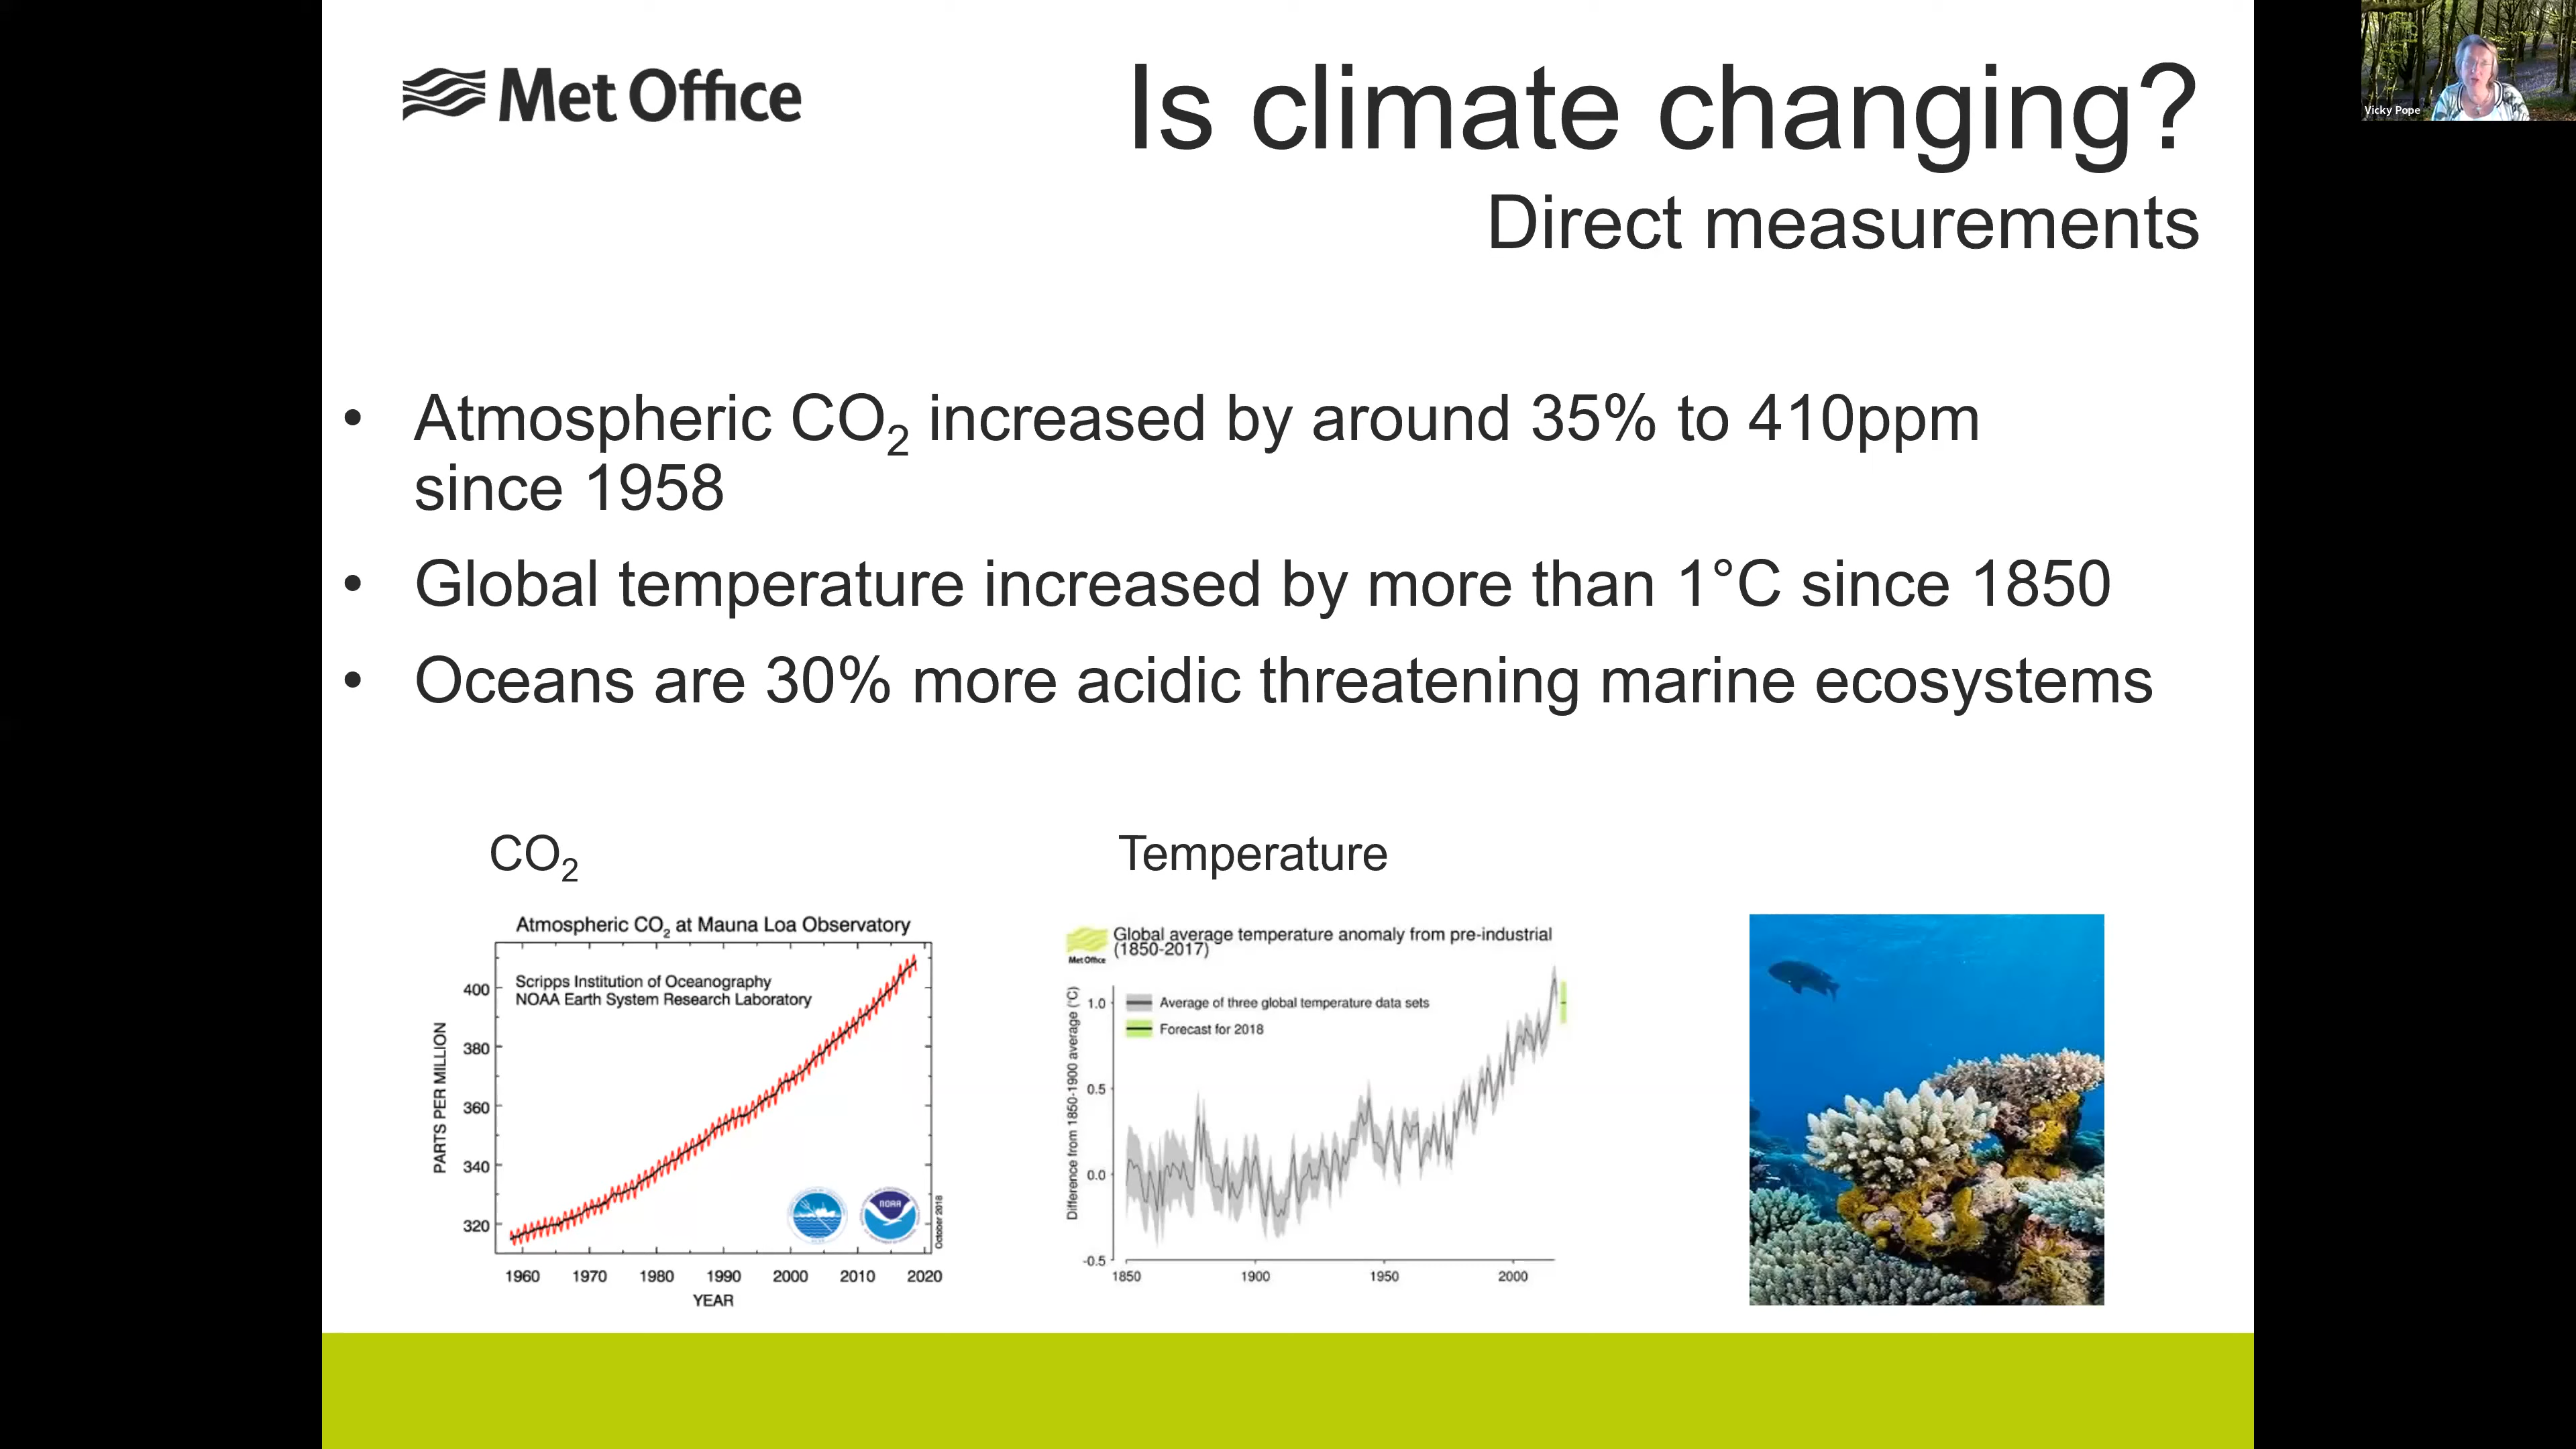 Met Office
Is climate changing?
Direct measurements
Vicky Pope
• Atmospheric CO₂ increased by around 35% to 410ppm
since 1958
• Global temperature increased by more than 1°C since 1850
• Oceans are 30% more acidic threatening marine ecosystems
CO₂
Temperature
Atmospheric CO₂ at Mauna Loa Observatory
Scripps Institution of Oceanography
NOAA Earth System Research Laboratory
PARTS PER MILLION
400
380
360
340
320
NOAA
October 2018
1960 1970 1980 1990 2000 2010 2020
YEAR
Met Office
Global average temperature anomaly from pre-industrial
(1850-2017)
Difference from 1850-1900 average (°C)
Average of three global temperature data sets
Forecast for 2018
1.0
0.5
0.0
-0.5
1850 1900 1950 2000